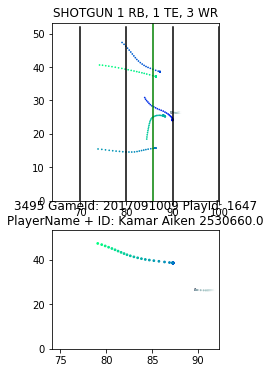 SHOTGUN 1 RB, 1 TE, 3 WR
50
40
30
20
10
0
70 80 90 100
3495 GameId: 2017091009 PlayId: 1647
PlayerName + ID: Kamar Aiken 2530660.0
40
20
0
75 80 85 90